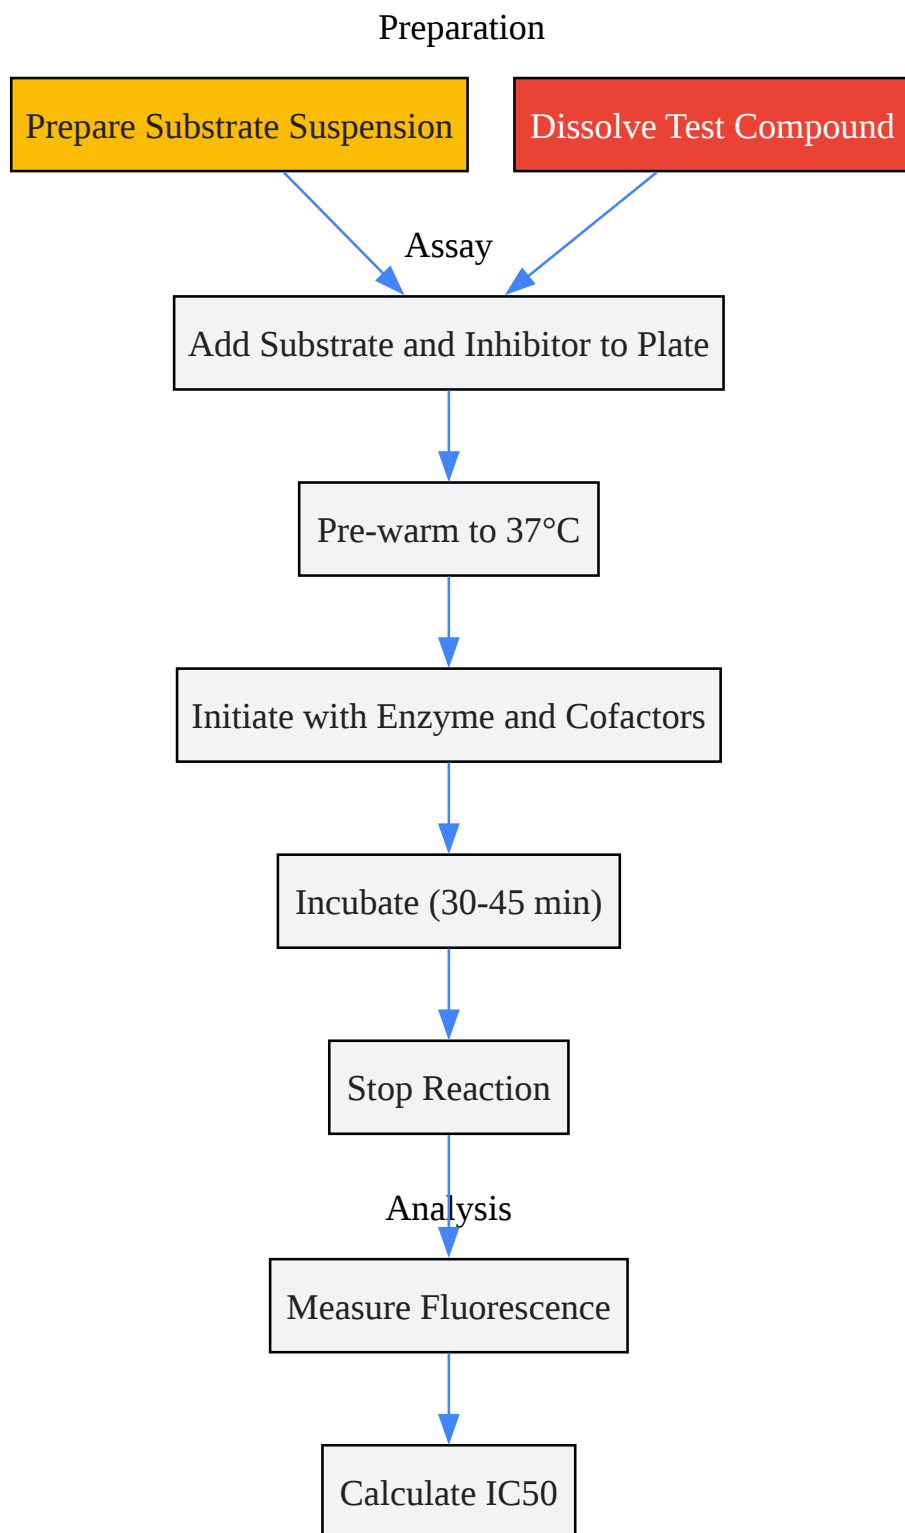 Preparation
Prepare Substrate Suspension
Dissolve Test Compound
Assay
Add Substrate and Inhibitor to Plate
Pre-warm to 37°C
Initiate with Enzyme and Cofactors
Incubate (30-45 min)
Stop Reaction
Analysis
Measure Fluorescence
Calculate IC50